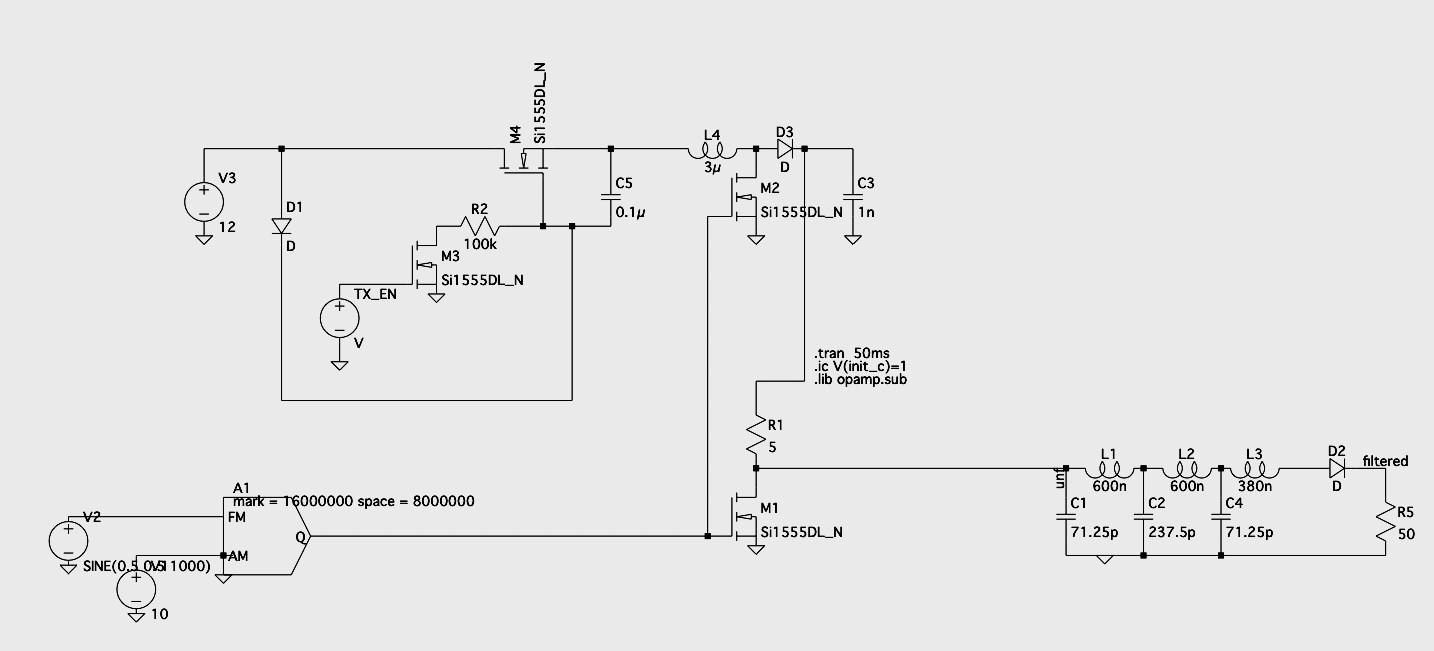 Si1555DL_N
M4
V3
12
D1
D
R2
100k
M3
Si1555DL_N
TX_EN
V
C5
0.1µ
L4
3µ
D3
D
M2
Si1555DL_N
C3
1n
.tran 50ms
.ic V(init_c)=1
.lib opamp.sub
R1
5
A1
mark = 16000000 space = 8000000
FM
AM
Q
V2
SINE(0.5 0.5 1000)
V1
10
M1
Si1555DL_N
unf
L1
600n
L2
600n
L3
380n
D2
D
filtered
C1
71.25p
C2
237.5p
C4
71.25p
R5
50